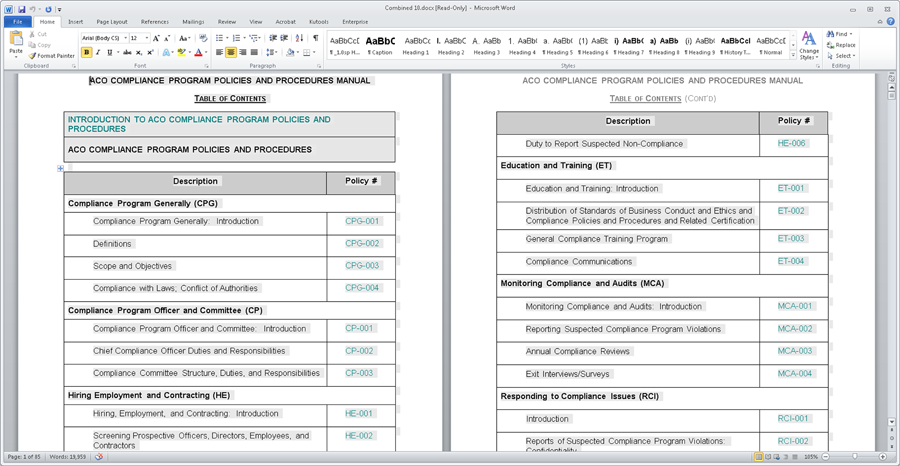 Combined 10.docx [Read-Only] - Microsoft Word
File Home Insert Page Layout References Mailings Review View Acrobat Kutools Enterprise
Paste
Cut
Copy
Format Painter
Clipboard
Arial (Body CS) 12
Font
Paragraph
AaBbCcI AaBbC I. AaBbC A. AaBb 1. AaBbC a. AaBb (1) AaBb (i) AaBbC a) AaBb (i) AaBbC AaBbCcI AaBbCcI
Caption Heading 1 Heading 2 Heading 3 Heading 4 Heading 5 Heading 6 Heading 7 Heading 8 Heading 9 Normal
Change Styles
Styles
Find
Replace
Select
Editing
ACO COMPLIANCE PROGRAM POLICIES AND PROCEDURES MANUAL
TABLE OF CONTENTS
INTRODUCTION TO ACO COMPLIANCE PROGRAM POLICIES AND
PROCEDURES
ACO COMPLIANCE PROGRAM POLICIES AND PROCEDURES
Description Policy #
Compliance Program Generally (CPG)
Compliance Program Generally: Introduction CPG-001
Definitions CPG-002
Scope and Objectives CPG-003
Compliance with Laws; Conflict of Authorities CPG-004
Compliance Program Officer and Committee (CP)
Compliance Program Officer and Committee: Introduction CP-001
Chief Compliance Officer Duties and Responsibilities CP-002
Compliance Committee Structure, Duties, and Responsibilities CP-003
Hiring Employment and Contracting (HE)
Hiring, Employment, and Contracting: Introduction HE-001
Screening Prospective Officers, Directors, Employees, and HE-002
Contractors
ACO COMPLIANCE PROGRAM POLICIES AND PROCEDURES MANUAL
TABLE OF CONTENTS (CONT'D)
Description Policy #
Duty to Report Suspected Non-Compliance HE-006
Education and Training (ET)
Education and Training: Introduction ET-001
Distribution of Standards of Business Conduct and Ethics and ET-002
Compliance Policies and Procedures and Related Certification
General Compliance Training Program ET-003
Compliance Communications ET-004
Monitoring Compliance and Audits (MCA)
Monitoring Compliance and Audits: Introduction MCA-001
Reporting Suspected Compliance Program Violations MCA-002
Annual Compliance Reviews MCA-003
Exit Interviews/Surveys MCA-004
Responding to Compliance Issues (RCI)
Introduction RCI-001
Reports of Suspected Compliance Program Violations: RCI-002
Confidentiality
Page: 1 of 85 Words: 19,955
105%